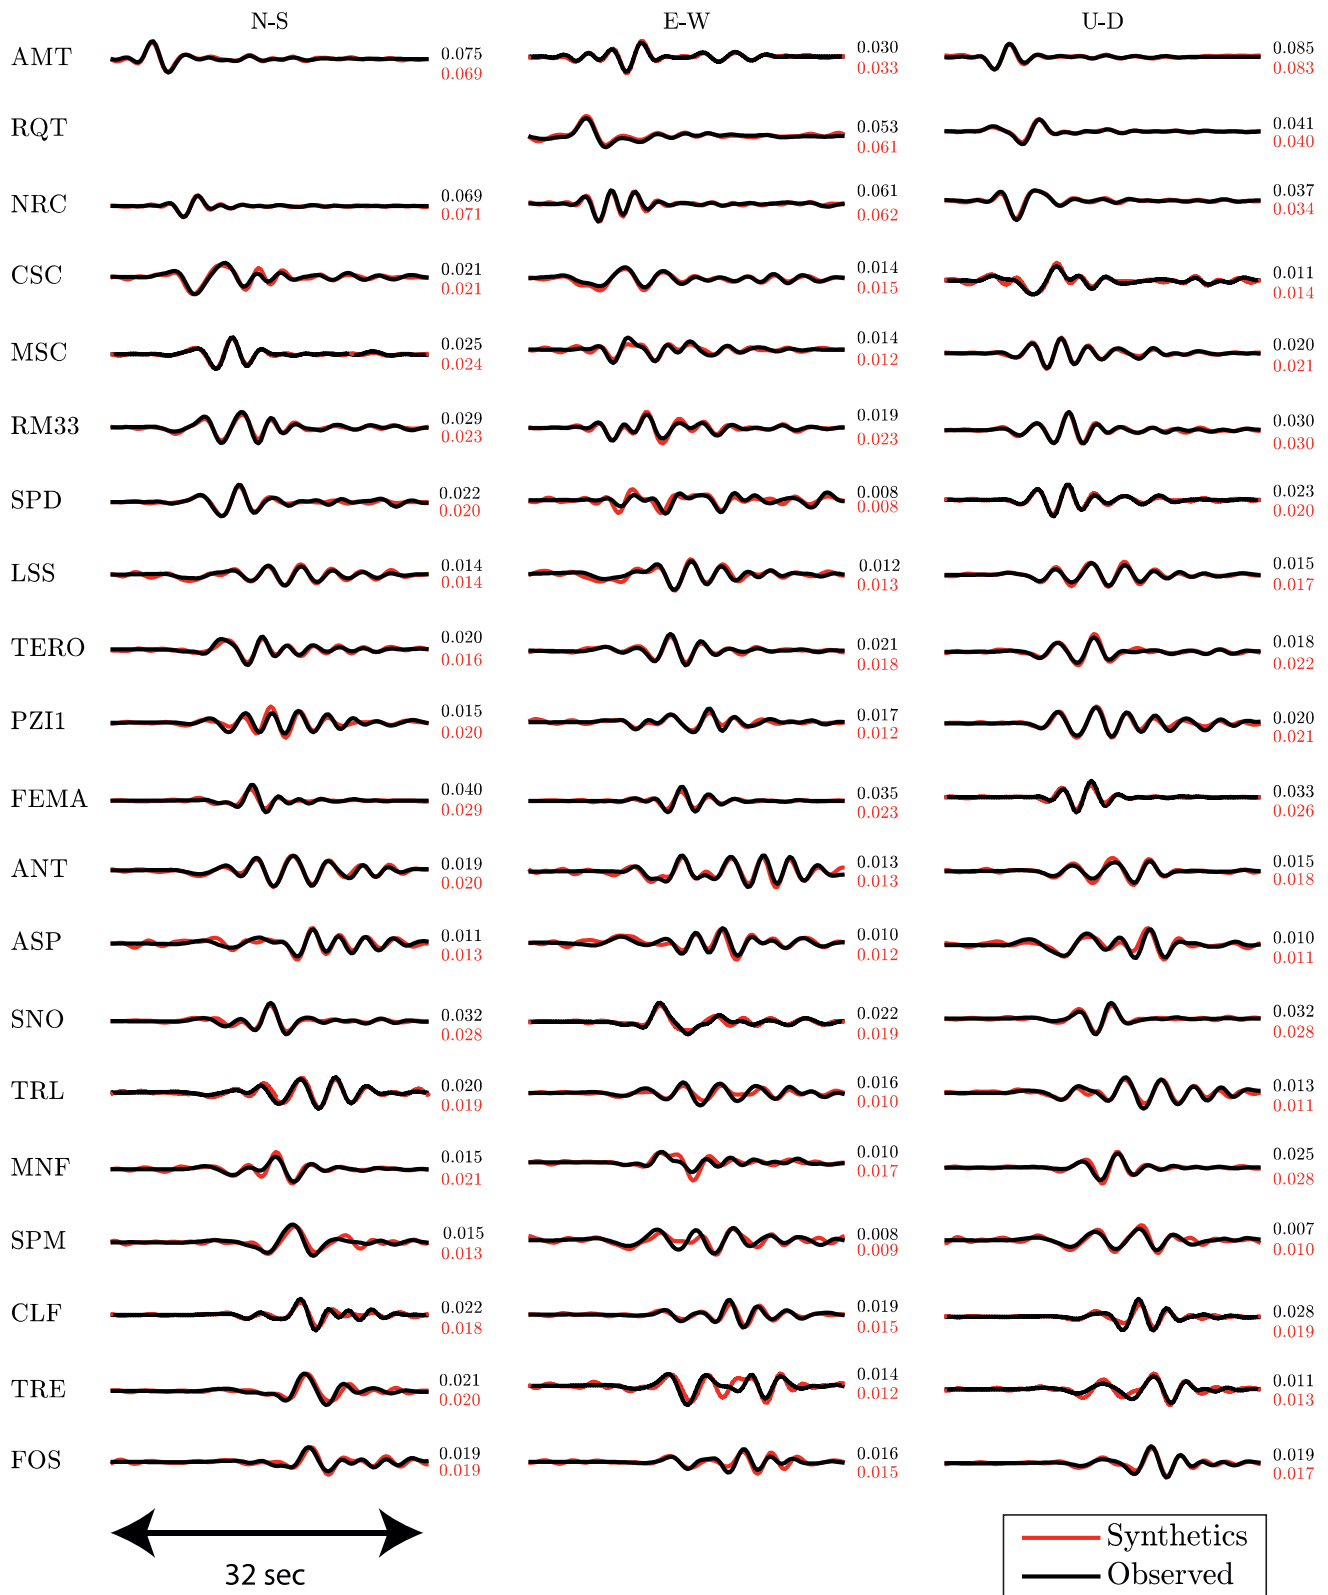 N-S E-W U-D
AMT 0.075 0.030 0.085
0.069 0.033 0.083
RQT 0.053 0.041
0.061 0.040
NRC 0.069 0.061 0.037
0.071 0.062 0.034
CSC 0.021 0.014 0.011
0.021 0.015 0.014
MSC 0.025 0.014 0.020
0.024 0.012 0.021
RM33 0.029 0.019 0.030
0.023 0.023 0.030
SPD 0.022 0.008 0.023
0.020 0.008 0.020
LSS 0.014 0.012 0.015
0.014 0.013 0.017
TERO 0.020 0.021 0.018
0.016 0.018 0.022
PZI1 0.015 0.017 0.020
0.020 0.012 0.021
FEMA 0.040 0.035 0.033
0.029 0.023 0.026
ANT 0.019 0.013 0.015
0.020 0.013 0.018
ASP 0.011 0.010 0.010
0.013 0.012 0.011
SNO 0.032 0.022 0.032
0.028 0.019 0.028
TRL 0.020 0.016 0.013
0.019 0.010 0.011
MNF 0.015 0.010 0.025
0.021 0.017 0.028
SPM 0.015 0.008 0.007
0.013 0.009 0.010
CLF 0.022 0.019 0.028
0.018 0.015 0.019
TRE 0.021 0.014 0.011
0.020 0.012 0.013
FOS 0.019 0.016 0.019
0.019 0.015 0.017
32 sec
Synthetics
Observed